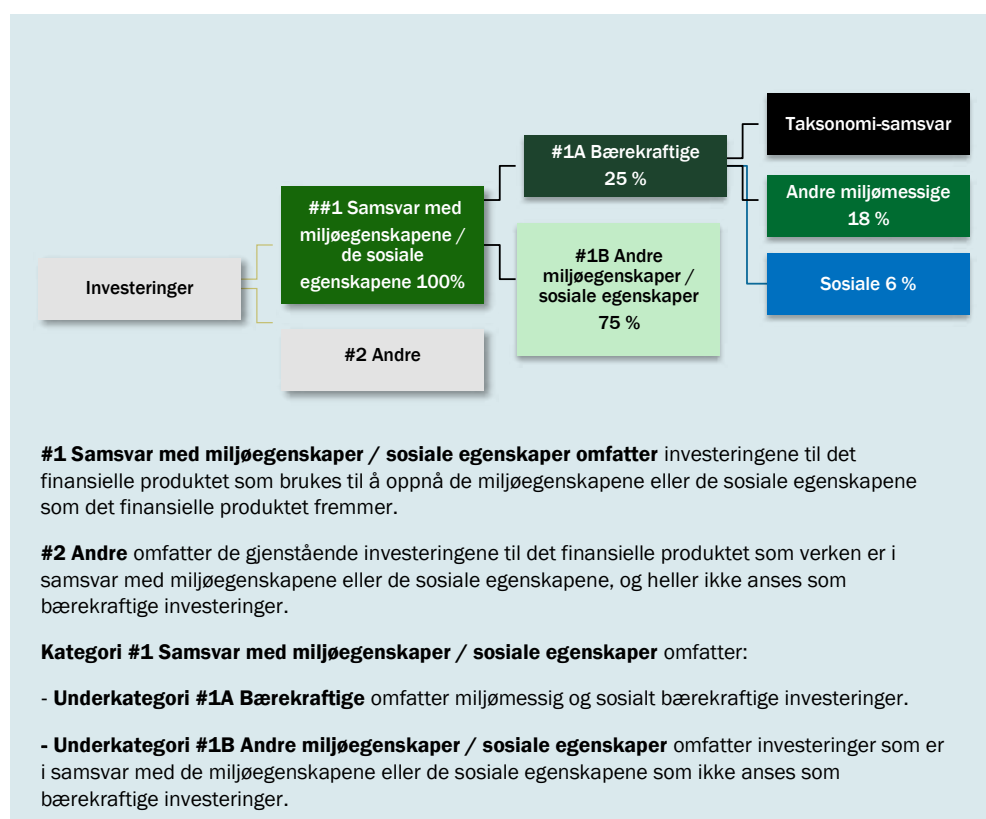 Investeringer
##1 Samsvar med
miljøegenskapene /
de sosiale
egenskapene 100%
#2 Andre
#1A Bærekraftige
25 %
#1B Andre
miljøegenskaper /
sosiale egenskaper
75 %
Taksonomi-samsvar
Andre miljømessige
18 %
Sosiale 6 %
#1 Samsvar med miljøegenskaper / sosiale egenskaper omfatter investeringene til det
finansielle produktet som brukes til å oppnå de miljøegenskapene eller de sosiale egenskapene
som det finansielle produktet fremmer.
#2 Andre omfatter de gjenstående investeringene til det finansielle produktet som verken er i
samsvar med miljøegenskapene eller de sosiale egenskapene, og heller ikke anses som
bærekraftige investeringer.
Kategori #1 Samsvar med miljøegenskaper / sosiale egenskaper omfatter:
- Underkategori #1A Bærekraftige omfatter miljømessig og sosialt bærekraftige investeringer.
- Underkategori #1B Andre miljøegenskaper / sosiale egenskaper omfatter investeringer som er
i samsvar med de miljøegenskapene eller de sosiale egenskapene som ikke anses som
bærekraftige investeringer.